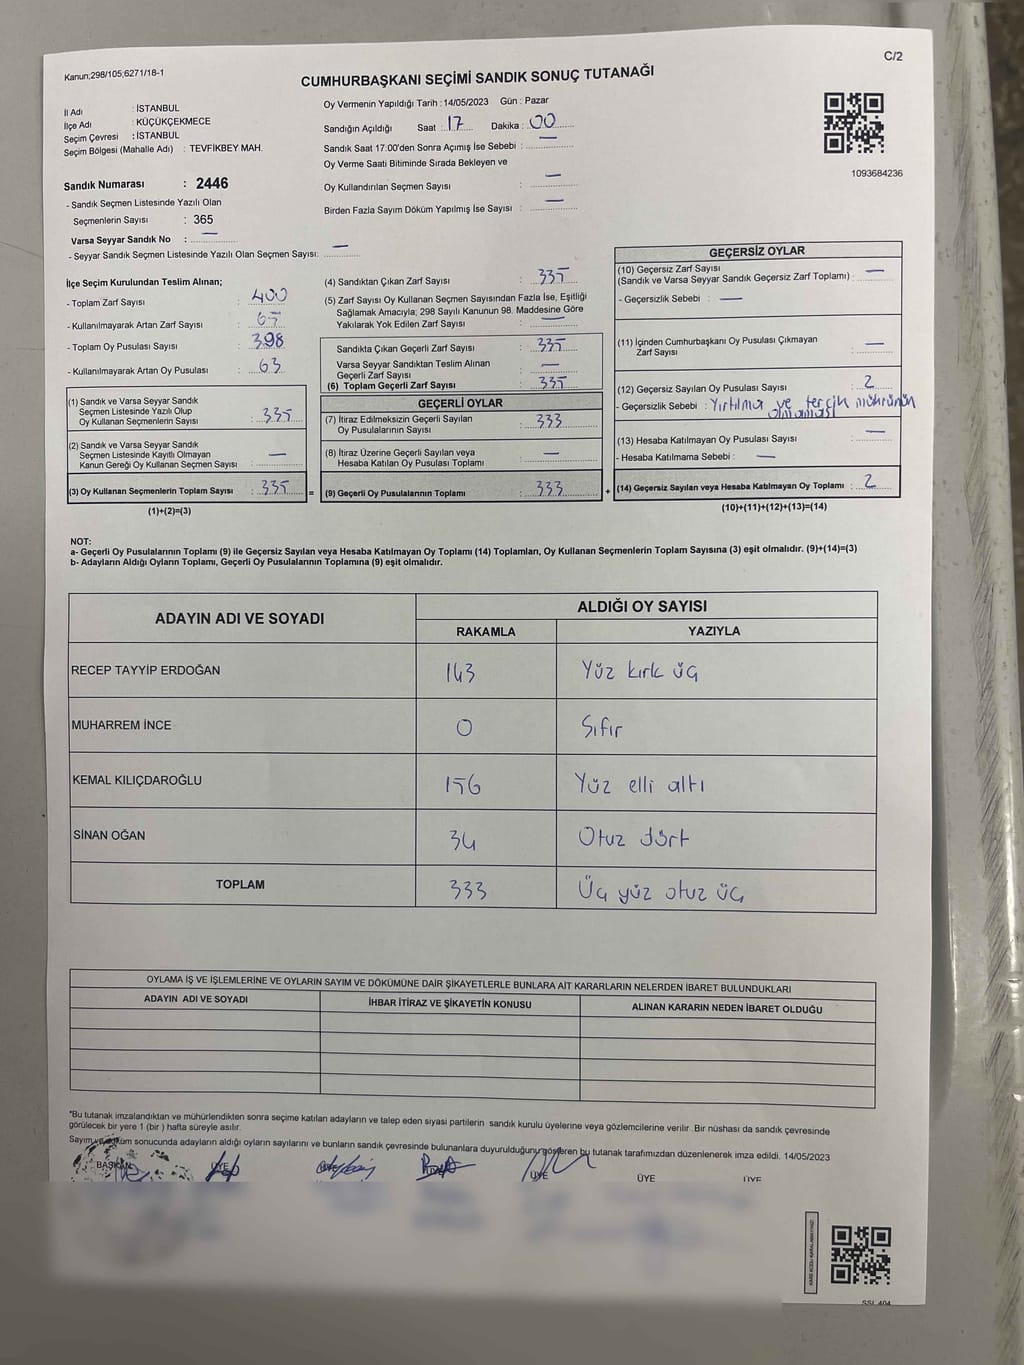 Kanun;298/105;6271/18-1
C/2
CUMHURBAŞKANI SEÇİMİ SANDIK SONUÇ TUTANAĞI
İl Adı : İSTANBUL
İlçe Adı : KÜÇÜKÇEKMECE
Seçim Çevresi : İSTANBUL
Seçim Bölgesi (Mahalle Adı) : TEVFİKBEY MAH.
Sandık Numarası : 2446
- Sandık Seçmen Listesinde Yazılı Olan
Seçmenlerin Sayısı : 365
Varsa Seyyar Sandık No : —
- Seyyar Sandık Seçmen Listesinde Yazılı Olan Seçmen Sayısı: —
Oy Vermenin Yapıldığı Tarih : 14/05/2023 Gün : Pazar
Sandığın Açıldığı Saat : 17 Dakika : 00
Sandık Saat 17:00'den Sonra Açımış İse Sebebi : —
Oy Verme Saati Bitiminde Sırada Bekleyen ve
Oy Kullandırılan Seçmen Sayısı : —
Birden Fazla Sayım Döküm Yapılmış İse Sayısı : —
1093684236
İlçe Seçim Kurulundan Teslim Alınan;
- Toplam Zarf Sayısı : 400
- Kullanılmayarak Artan Zarf Sayısı : 65
- Toplam Oy Pusulası Sayısı : 398
- Kullanılmayarak Artan Oy Pusulası : 63
(1) Sandık ve Varsa Seyyar Sandık
Seçmen Listesinde Yazılı Olup
Oy Kullanan Seçmenlerin Sayısı : 335
(2) Sandık ve Varsa Seyyar Sandık
Seçmen Listesinde Kayıtlı Olmayan
Kanun Gereği Oy Kullanan Seçmen Sayısı : —
(3) Oy Kullanan Seçmenlerin Toplam Sayısı : 335
(1)+(2)=(3)
(4) Sandıktan Çıkan Zarf Sayısı : 335
(5) Zarf Sayısı Oy Kullanan Seçmen Sayısından Fazla İse, Eşitliği
Sağlamak Amacıyla; 298 Sayılı Kanunun 98. Maddesine Göre
Yakılarak Yok Edilen Zarf Sayısı : —
Sandıkta Çıkan Geçerli Zarf Sayısı : 335
Varsa Seyyar Sandıktan Teslim Alınan
Geçerli Zarf Sayısı : —
(6) Toplam Geçerli Zarf Sayısı : 335
GEÇERLİ OYLAR
(7) İtiraz Edilmeksizin Geçerli Sayılan
Oy Pusulalarının Sayısı : 333
(8) İtiraz Üzerine Geçerli Sayılan veya
Hesaba Katılan Oy Pusulası Toplamı : —
= (9) Geçerli Oy Pusulalarının Toplamı : 333
GEÇERSİZ OYLAR
(10) Geçersiz Zarf Sayısı
(Sandık ve Varsa Seyyar Sandık Geçersiz Zarf Toplamı) : —
- Geçersizlik Sebebi : —
(11) İçinden Cumhurbaşkanı Oy Pusulası Çıkmayan
Zarf Sayısı : —
(12) Geçersiz Sayılan Oy Pusulası Sayısı : 2
- Geçersizlik Sebebi : Yırtılma ve tercih mührünün
olmaması
(13) Hesaba Katılmayan Oy Pusulası Sayısı : —
- Hesaba Katılmama Sebebi : —
+ (14) Geçersiz Sayılan veya Hesaba Katılmayan Oy Toplamı : 2
(10)+(11)+(12)+(13)=(14)
NOT:
a- Geçerli Oy Pusulalarının Toplamı (9) ile Geçersiz Sayılan veya Hesaba Katılmayan Oy Toplamı (14) Toplamları, Oy Kullanan Seçmenlerin Toplam Sayısına (3) eşit olmalıdır. (9)+(14)=(3)
b- Adayların Aldığı Oyların Toplamı, Geçerli Oy Pusulalarının Toplamına (9) eşit olmalıdır.
ADAYIN ADI VE SOYADI
ALDIĞI OY SAYISI
RAKAMLA YAZIYLA
RECEP TAYYİP ERDOĞAN 143 Yüz kırk üç
MUHARREM İNCE 0 Sıfır
KEMAL KILIÇDAROĞLU 156 Yüz elli altı
SİNAN OĞAN 34 Otuz dört
TOPLAM 333 Üç yüz otuz üç
OYLAMA İŞ VE İŞLEMLERİNE VE OYLARIN SAYIM VE DÖKÜMÜNE DAİR ŞİKAYETLERLE BUNLARA AİT KARARLARIN NELERDEN İBARET BULUNDUKLARI
ADAYIN ADI VE SOYADI İHBAR İTİRAZ VE ŞİKAYETİN KONUSU ALINAN KARARIN NEDEN İBARET OLDUĞU
*Bu tutanak imzalandıktan ve mühürlendikten sonra seçime katılan adayların ve talep eden siyasi partilerin sandık kurulu üyelerine veya gözlemcilerine verilir .Bir nüshası da sandık çevresinde
görülecek bir yere 1 (bir ) hafta süreyle asılır.
Sayım ve döküm sonucunda adayların aldığı oyların sayılarını ve bunların sandık çevresinde bulunanlara duyurulduğunu gösteren bu tutanak tarafımızdan düzenlenerek imza edildi. 14/05/2023
BAŞKAN ÜYE ÜYE ÜYE ÜYE